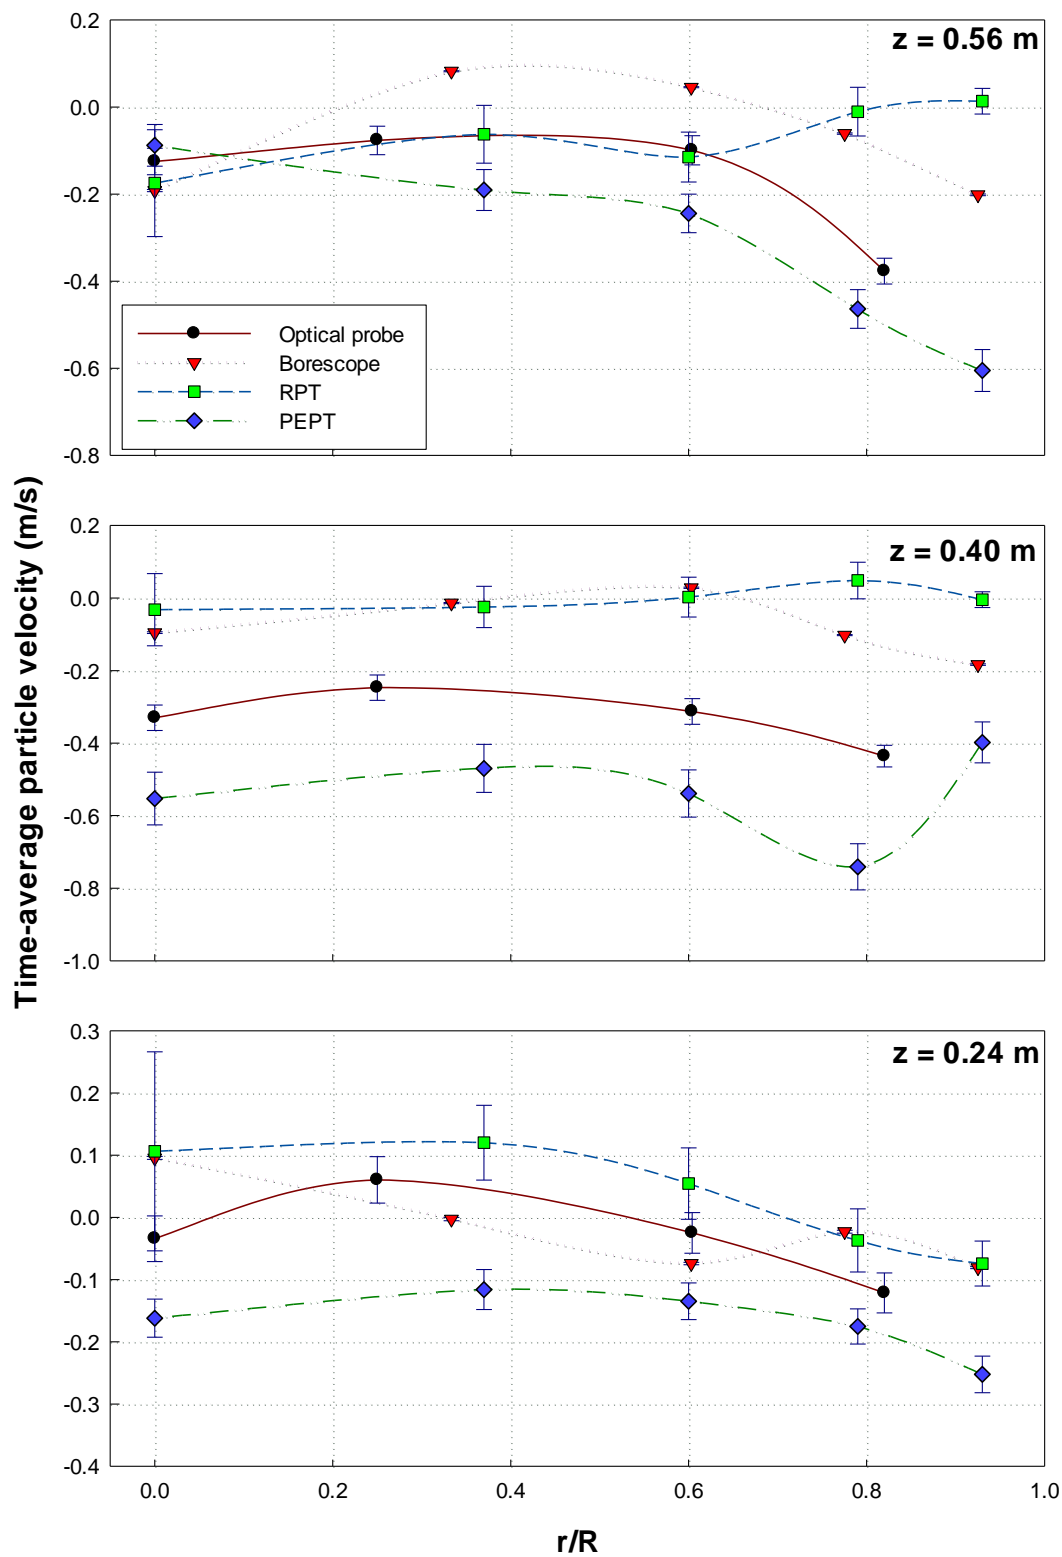 0.2
z = 0.56 m
0.0
-0.2
-0.4
-0.6
-0.8
Optical probe
Borescope
RPT
PEPT
Time-average particle velocity (m/s)
0.2
z = 0.40 m
0.0
-0.2
-0.4
-0.6
-0.8
-1.0
0.3
z = 0.24 m
0.2
0.1
0.0
-0.1
-0.2
-0.3
-0.4
0.0 0.2 0.4 0.6 0.8 1.0
r/R